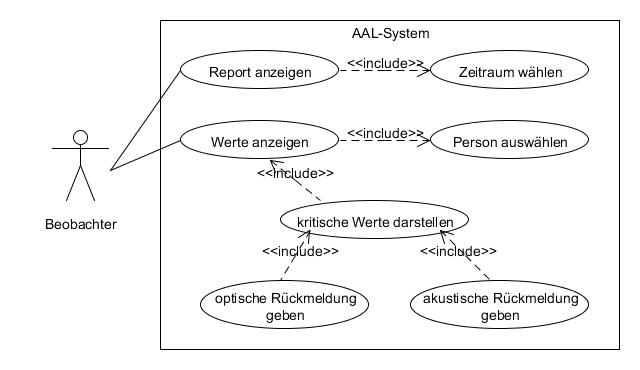 AAL-System
Report anzeigen
<<include>>
Zeitraum wählen
Werte anzeigen
<<include>>
Person auswählen
<<include>>
Beobachter
kritische Werte darstellen
<<include>>
<<include>>
optische Rückmeldung
geben
akustische Rückmeldung
geben